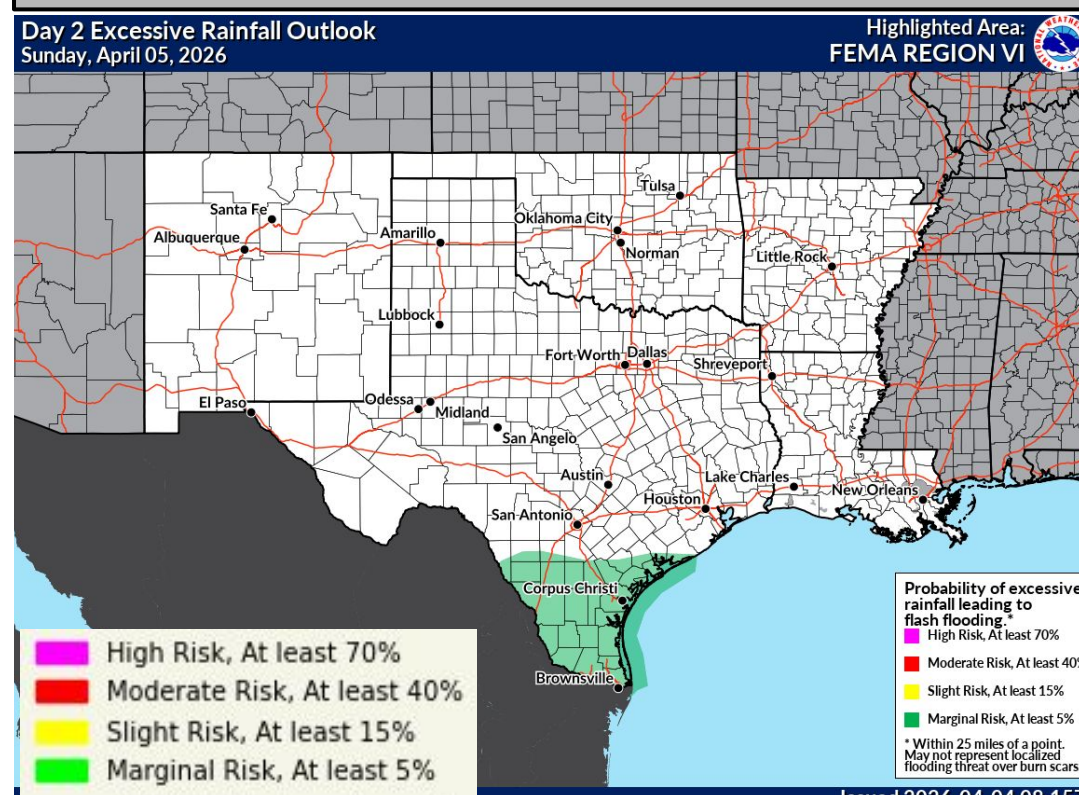 Day 2 Excessive Rainfall Outlook
Sunday, April 05, 2026
Highlighted Area:
FEMA REGION VI
Tulsa
Santa Fe
Oklahoma City
Albuquerque
Amarillo
Norman
Little Rock
Lubbock
Fort Worth
Dallas
Shreveport
El Paso
Odessa
Midland
San Angelo
Austin
Lake Charles
Houston
New Orleans
San Antonio
Corpus Christi
Brownsville
Probability of excessive
rainfall leading to
flash flooding.*
High Risk, At least 70%
Moderate Risk, At least 40%
Slight Risk, At least 15%
Marginal Risk, At least 5%
* Within 25 miles of a point.
May not represent localized
flooding threat over burn scars
High Risk, At least 70%
Moderate Risk, At least 40%
Slight Risk, At least 15%
Marginal Risk, At least 5%